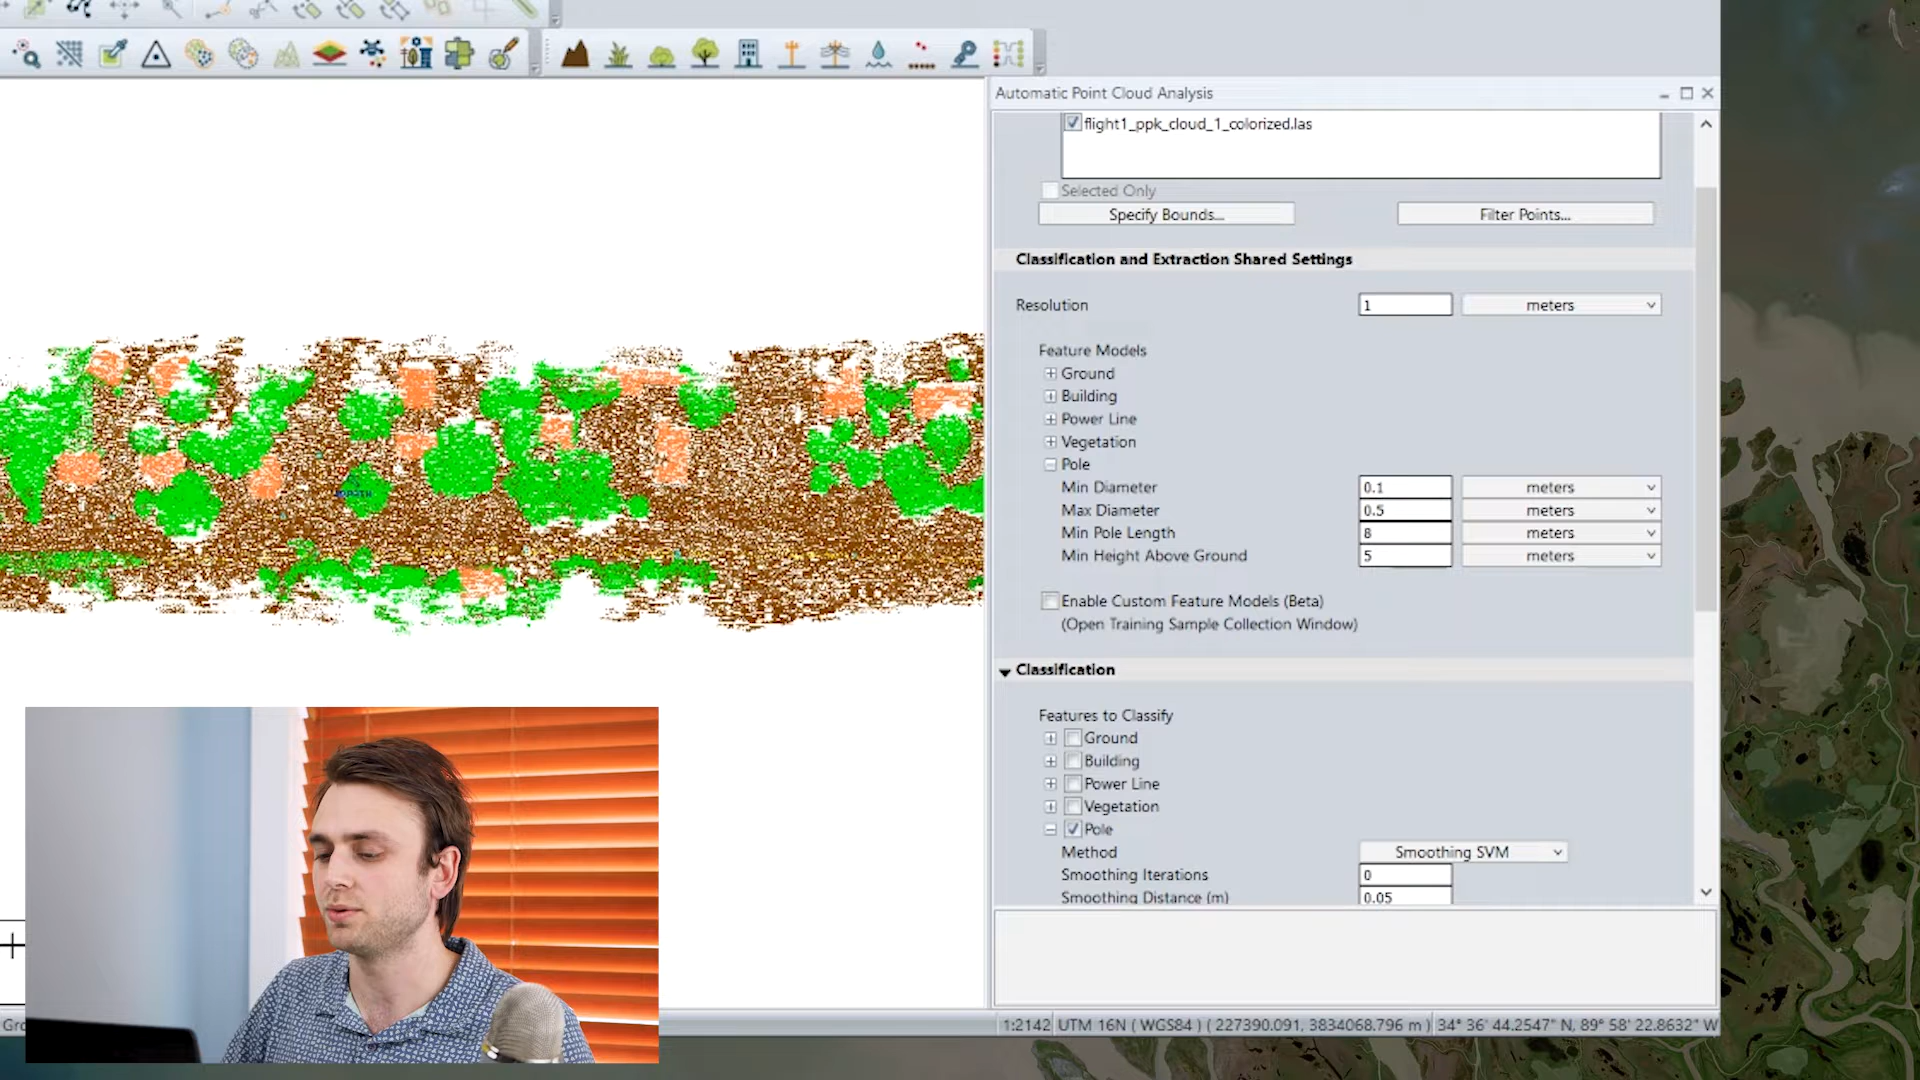 Automatic Point Cloud Analysis
flight1_ppk_cloud_1_colorized.las
Selected Only
Specify Bounds...
Filter Points...
Classification and Extraction Shared Settings
Resolution
1
meters
Feature Models
Ground
Building
Power Line
Vegetation
Pole
Min Diameter
0.1
meters
Max Diameter
0.5
meters
Min Pole Length
8
meters
Min Height Above Ground
5
meters
Enable Custom Feature Models (Beta)
(Open Training Sample Collection Window)
Classification
Features to Classify
Ground
Building
Power Line
Vegetation
Pole
Method
Smoothing SVM
Smoothing Iterations
0
Smoothing Distance (m)
0.05
1:2142
UTM 16N ( WGS84 ) ( 227390.091, 3834068.796 m )
34° 36' 44.2547" N, 89° 58' 22.8632" W